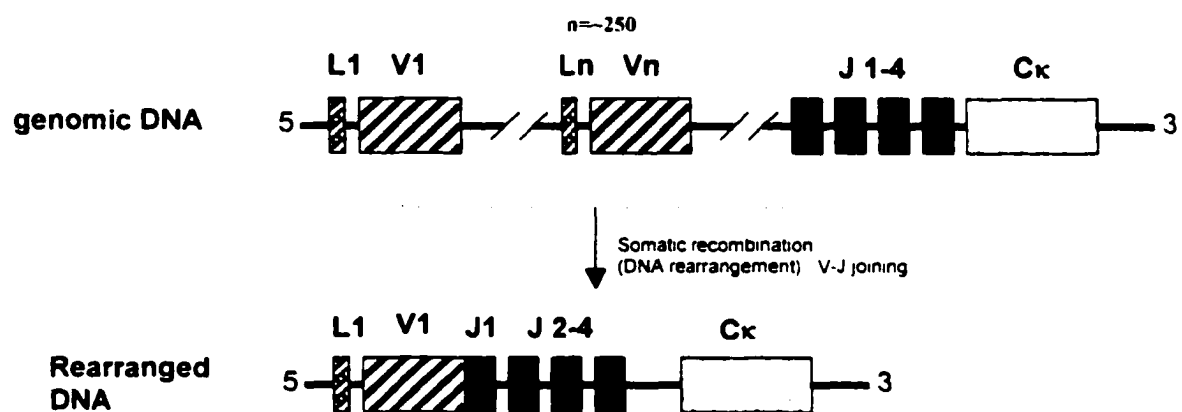 n=~250
L1 V1 Ln Vn J 1-4 Cκ
genomic DNA 5 3
Somatic recombination
(DNA rearrangement) V-J joining
L1 V1 J1 J 2-4 Cκ
Rearranged
DNA
5 3